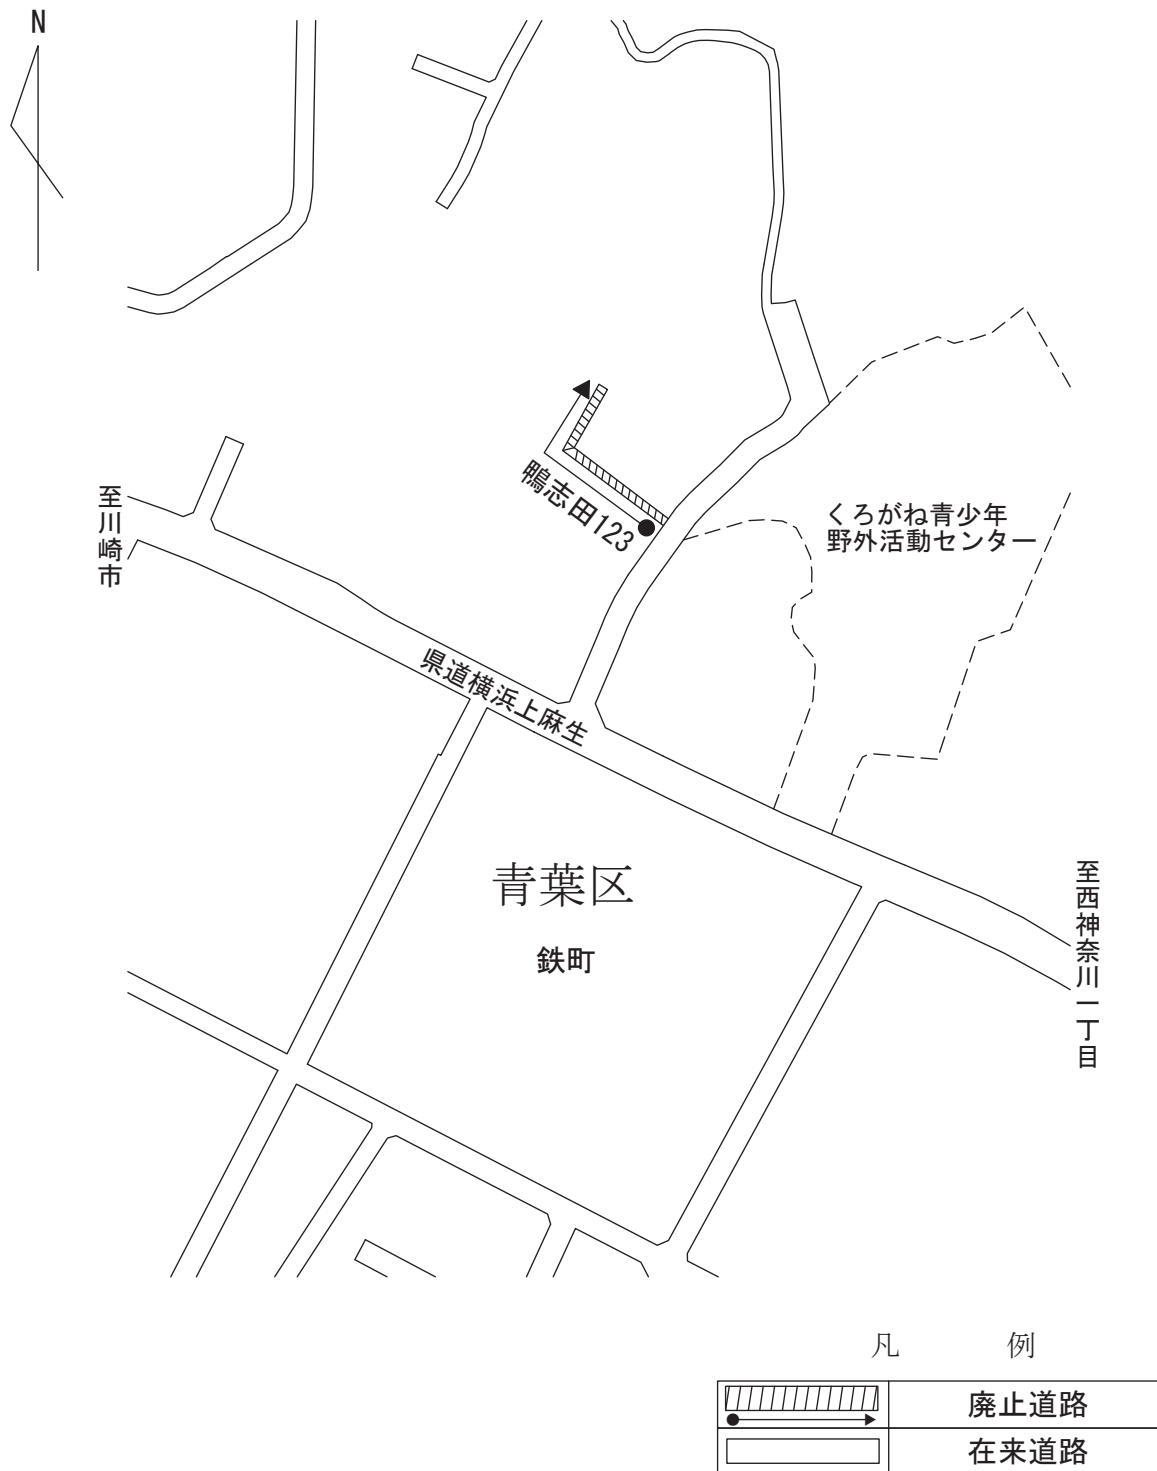 N
鴨志田123
至川崎市
くろがね青少年
野外活動センター
県道横浜上麻生
青葉区
鉄町
至西神奈川一丁目
凡例
廃止道路
在来道路